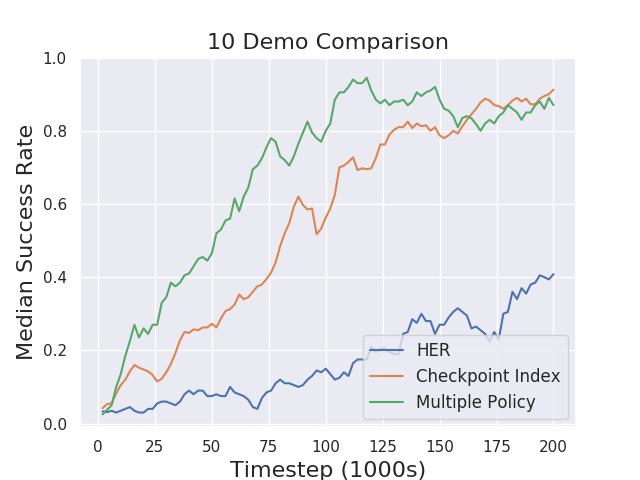 10 Demo Comparison
Median Success Rate
1.0
0.8
0.6
0.4
0.2
0.0
0
25
50
75
100
125
150
175
200
Timestep (1000s)
HER
Checkpoint Index
Multiple Policy